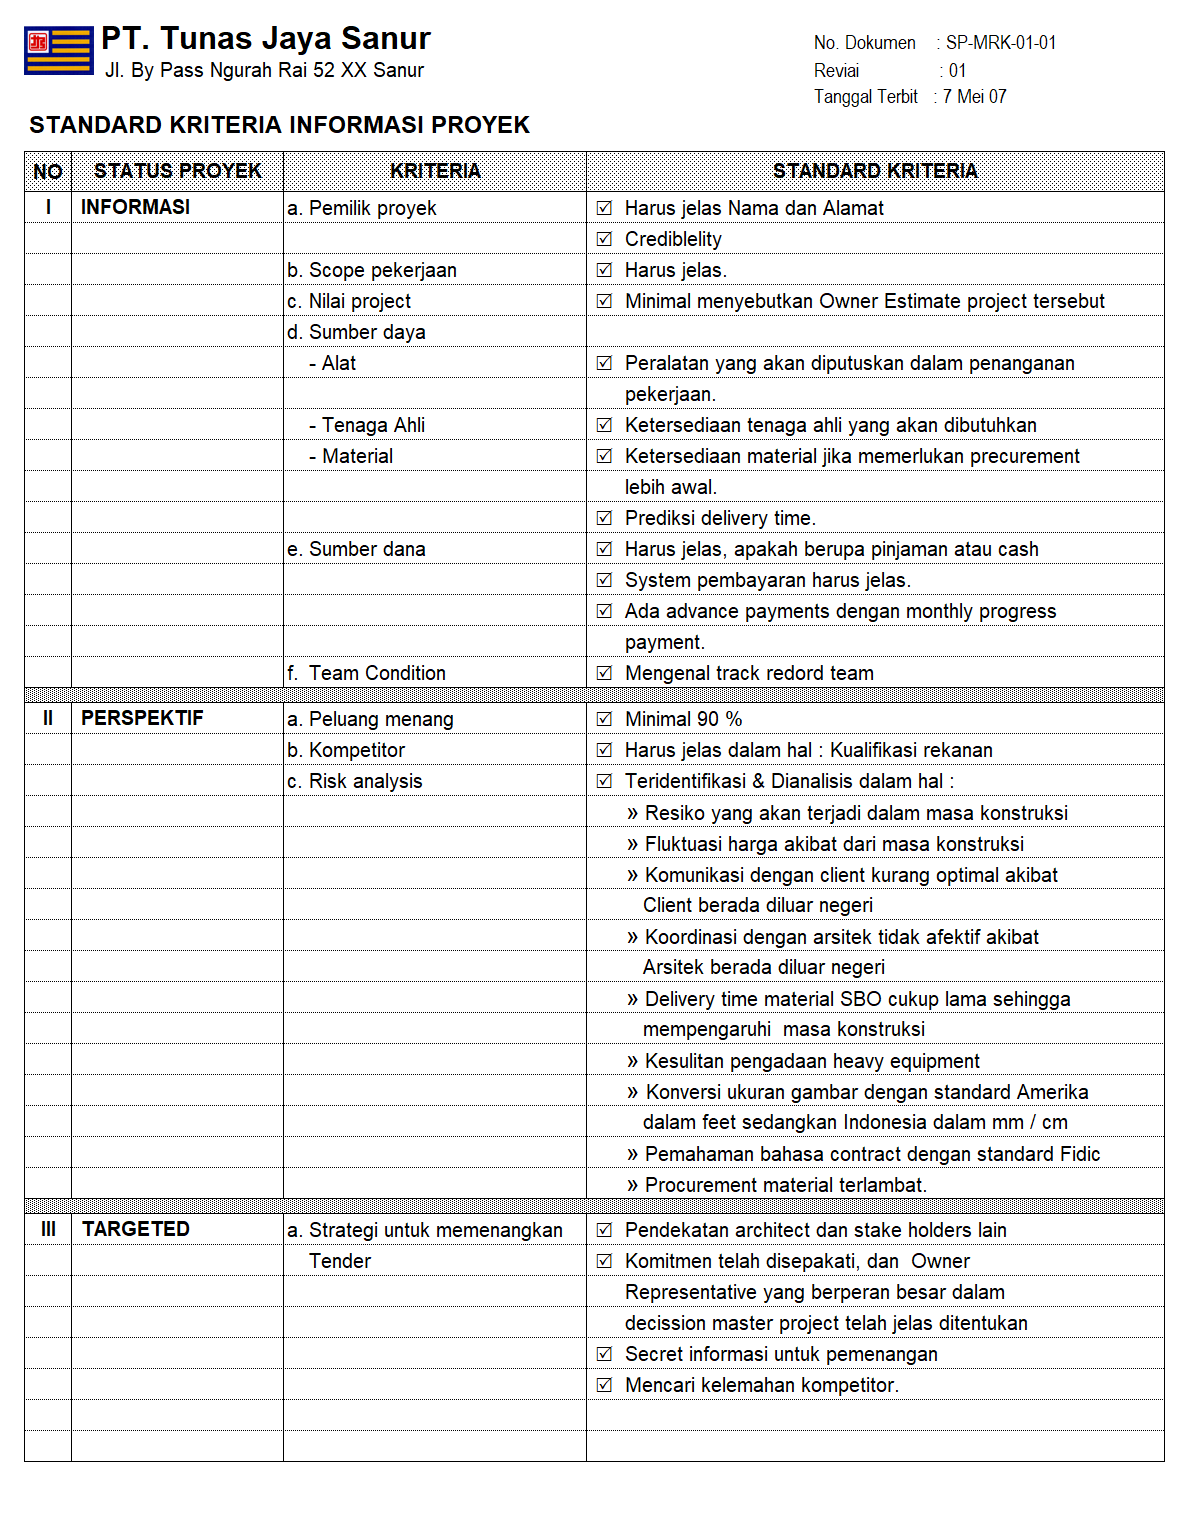 PT. Tunas Jaya Sanur
Jl. By Pass Ngurah Rai 52 XX Sanur
No. Dokumen : SP-MRK-01-01
Reviai : 01
Tanggal Terbit : 7 Mei 07
STANDARD KRITERIA INFORMASI PROYEK
NO STATUS PROYEK KRITERIA STANDARD KRITERIA
I INFORMASI a. Pemilik proyek ☑ Harus jelas Nama dan Alamat
☑ Crediblelity
b. Scope pekerjaan ☑ Harus jelas.
c. Nilai project ☑ Minimal menyebutkan Owner Estimate project tersebut
d. Sumber daya
- Alat ☑ Peralatan yang akan diputuskan dalam penanganan
pekerjaan.
- Tenaga Ahli ☑ Ketersediaan tenaga ahli yang akan dibutuhkan
- Material ☑ Ketersediaan material jika memerlukan precurement
lebih awal.
☑ Prediksi delivery time.
e. Sumber dana ☑ Harus jelas, apakah berupa pinjaman atau cash
☑ System pembayaran harus jelas.
☑ Ada advance payments dengan monthly progress
payment.
f. Team Condition ☑ Mengenal track redord team
II PERSPEKTIF a. Peluang menang ☑ Minimal 90 %
b. Kompetitor ☑ Harus jelas dalam hal : Kualifikasi rekanan
c. Risk analysis ☑ Teridentifikasi & Dianalisis dalam hal :
» Resiko yang akan terjadi dalam masa konstruksi
» Fluktuasi harga akibat dari masa konstruksi
» Komunikasi dengan client kurang optimal akibat
Client berada diluar negeri
» Koordinasi dengan arsitek tidak afektif akibat
Arsitek berada diluar negeri
» Delivery time material SBO cukup lama sehingga
mempengaruhi masa konstruksi
» Kesulitan pengadaan heavy equipment
» Konversi ukuran gambar dengan standard Amerika
dalam feet sedangkan Indonesia dalam mm / cm
» Pemahaman bahasa contract dengan standard Fidic
» Procurement material terlambat.
III TARGETED a. Strategi untuk memenangkan ☑ Pendekatan architect dan stake holders lain
Tender ☑ Komitmen telah disepakati, dan Owner
Representative yang berperan besar dalam
decission master project telah jelas ditentukan
☑ Secret informasi untuk pemenangan
☑ Mencari kelemahan kompetitor.